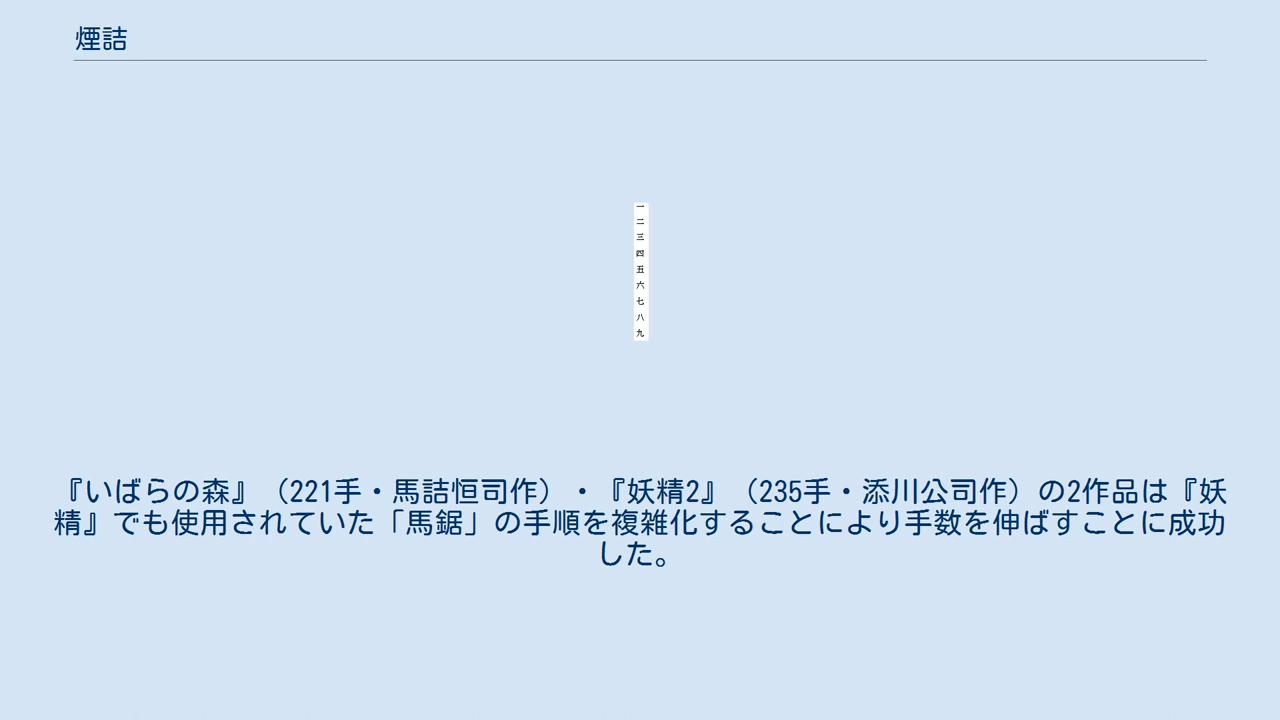 煙詰
一
二
三
四
五
六
七
八
九
『いばらの森』（221手・馬詰恒司作）・『妖精2』（235手・添川公司作）の2作品は『妖
精』でも使用されていた「馬鋸」の手順を複雑化することにより手数を伸ばすことに成功
した。